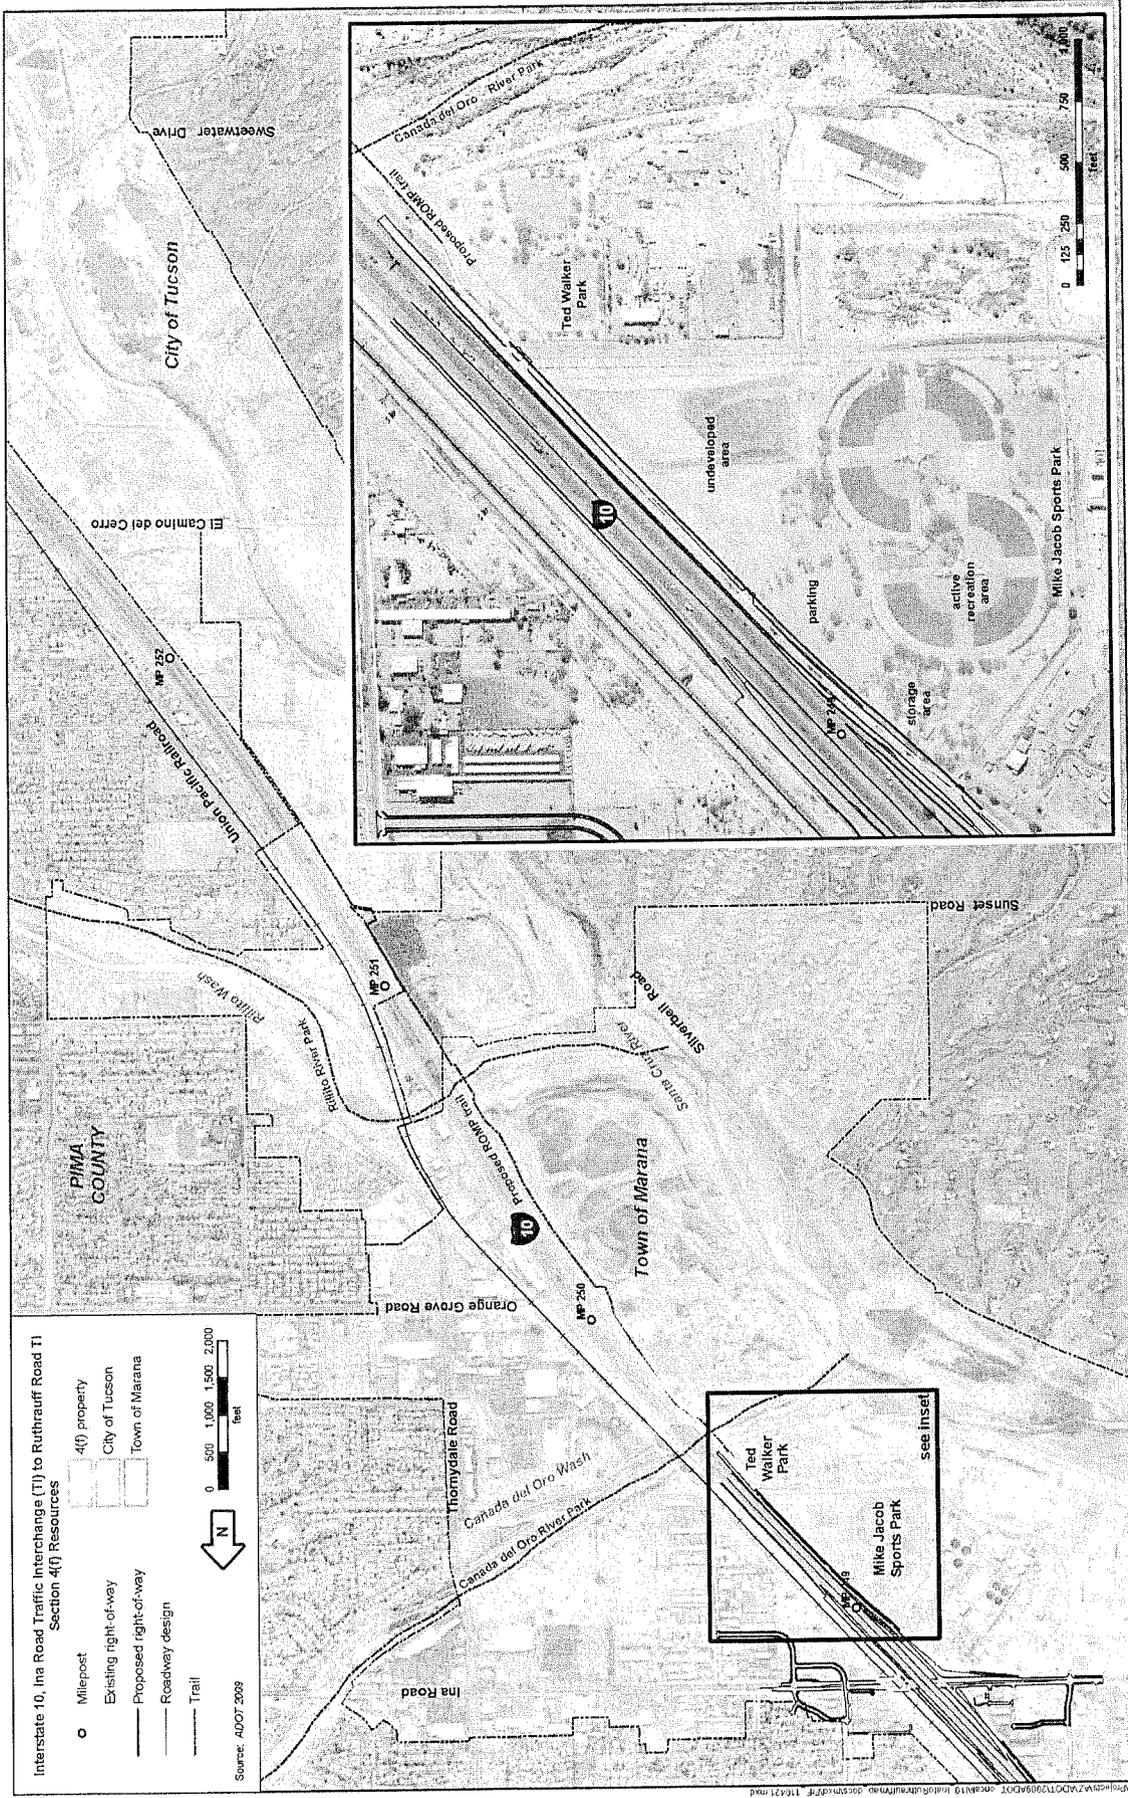 Interstate 10, Ina Road Traffic Interchange (TI) to Ruthrauff Road TI
Section 4(f) Resources
Milepost
Existing right-of-way
Proposed right-of-way
Roadway design
Trail
4(f) property
City of Tucson
Town of Marana
N
0 500 1,000 1,500 2,000
feet
Source: ADOT 2009
PIMA
COUNTY
Rillito Wash
Rillito River Park
Union Pacific Railroad
MP 252
El Camino del Cerro
City of Tucson
Sweetwater Drive
MP 251
Orange Grove Road
Proposed ROMP trail
10
MP 250
Town of Marana
Santa Cruz River
Silverbell Road
Sunset Road
Thornydale Road
Cañada del Oro Wash
Canada del Oro River Park
Ina Road
Ted
Walker
Park
Mike Jacob
Sports Park
MP 249
see inset
Canada del Oro River Park
Proposed ROMP trail
Ted Walker
Park
undeveloped
area
10
parking
active
recreation
area
Mike Jacob Sports Park
storage
area
0 125 250 500 750 1,000
feet